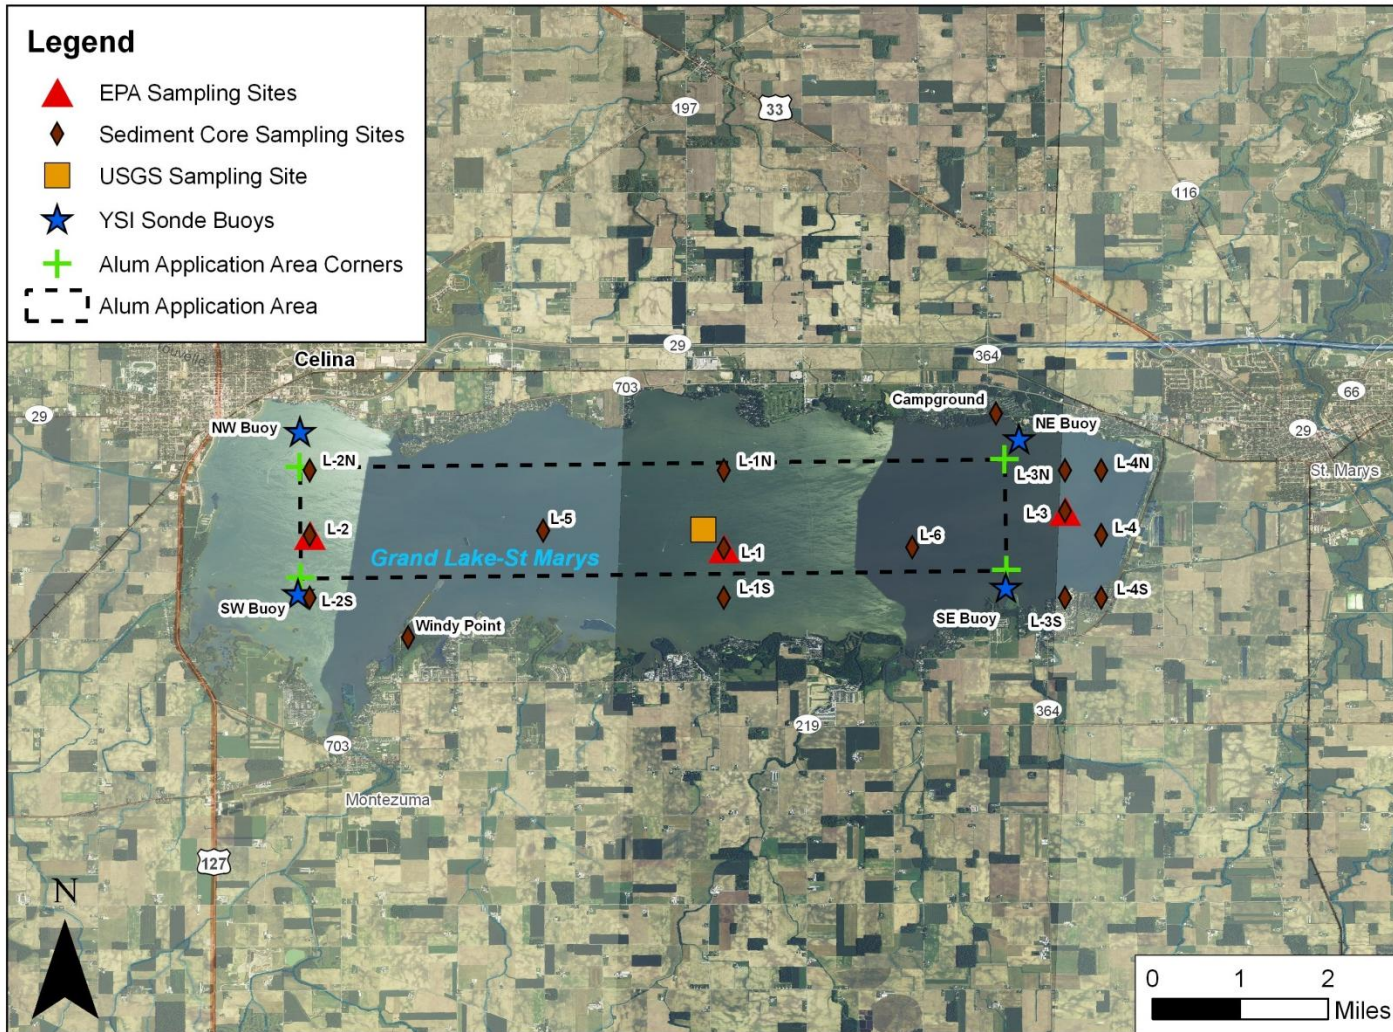 Legend
EPA Sampling Sites
Sediment Core Sampling Sites
USGS Sampling Site
YSI Sonde Buoys
Alum Application Area Corners
Alum Application Area
197
33
116
Celina
29
703
364
66
29
29
Campground
NW Buoy
NE Buoy
L-2N
L-1N
L-3N
L-4N
St. Marys
L-2
L-5
L-3
L-1
L-6
L-4
Grand Lake-St Marys
SW Buoy
L-2S
L-1S
SE Buoy
L-3S
L-4S
Windy Point
703
219
364
Montezuma
127
N
0 1 2
Miles